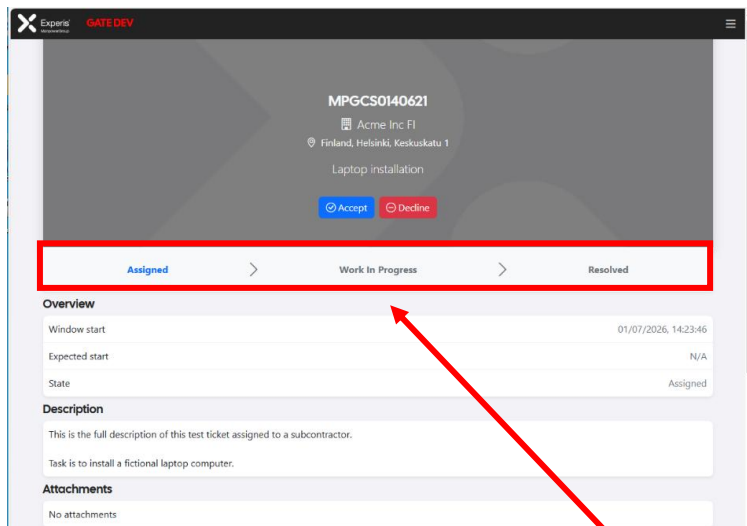 Experis GATE DEV
ManpowerGroup
MPGCS0140621
Acme Inc FI
Finland, Helsinki, Keskuskatu 1
Laptop installation
Accept Decline
Assigned Work In Progress Resolved
Overview
Window start 01/07/2026, 14:23:46
Expected start N/A
State Assigned
Description
This is the full description of this test ticket assigned to a subcontractor.
Task is to install a fictional laptop computer.
Attachments
No attachments